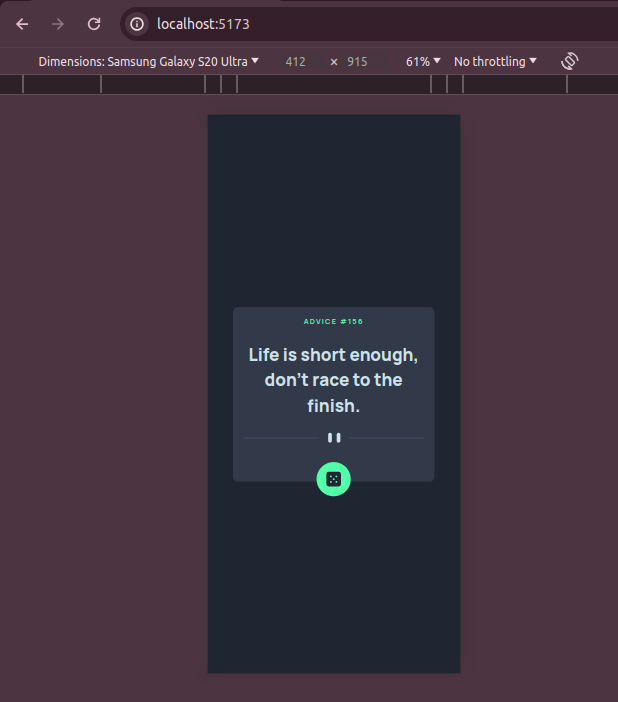 localhost:5173
Dimensions: Samsung Galaxy S20 Ultra 412 × 915 61% No throttling
ADVICE #156
Life is short enough,
don't race to the
finish.